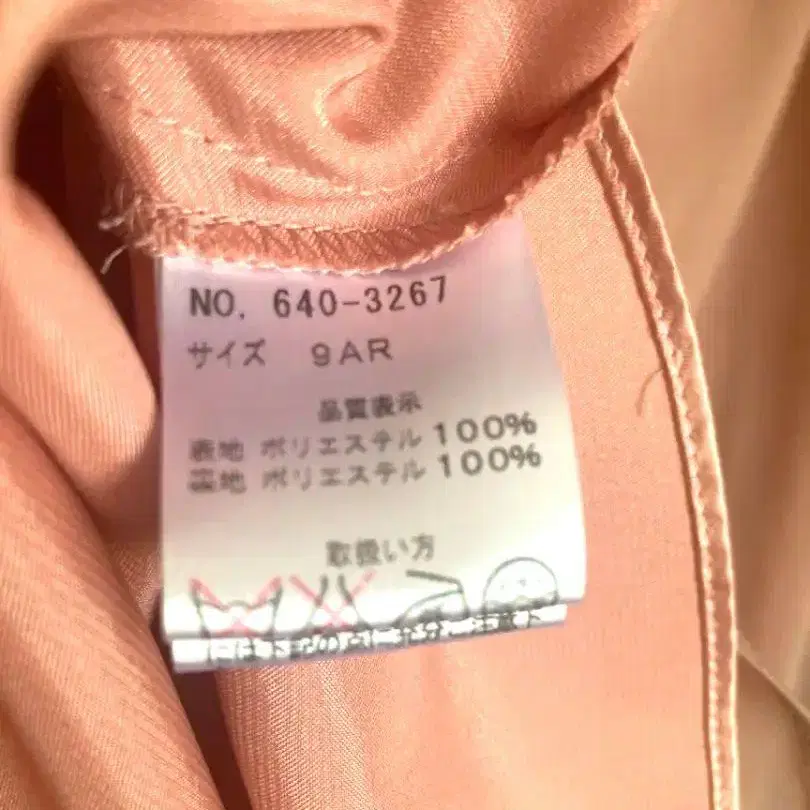 NO. 640-3267
サイズ 9AR
品質表示
表地 ポリエステル 100%
裏地 ポリエステル 100%
取扱い方